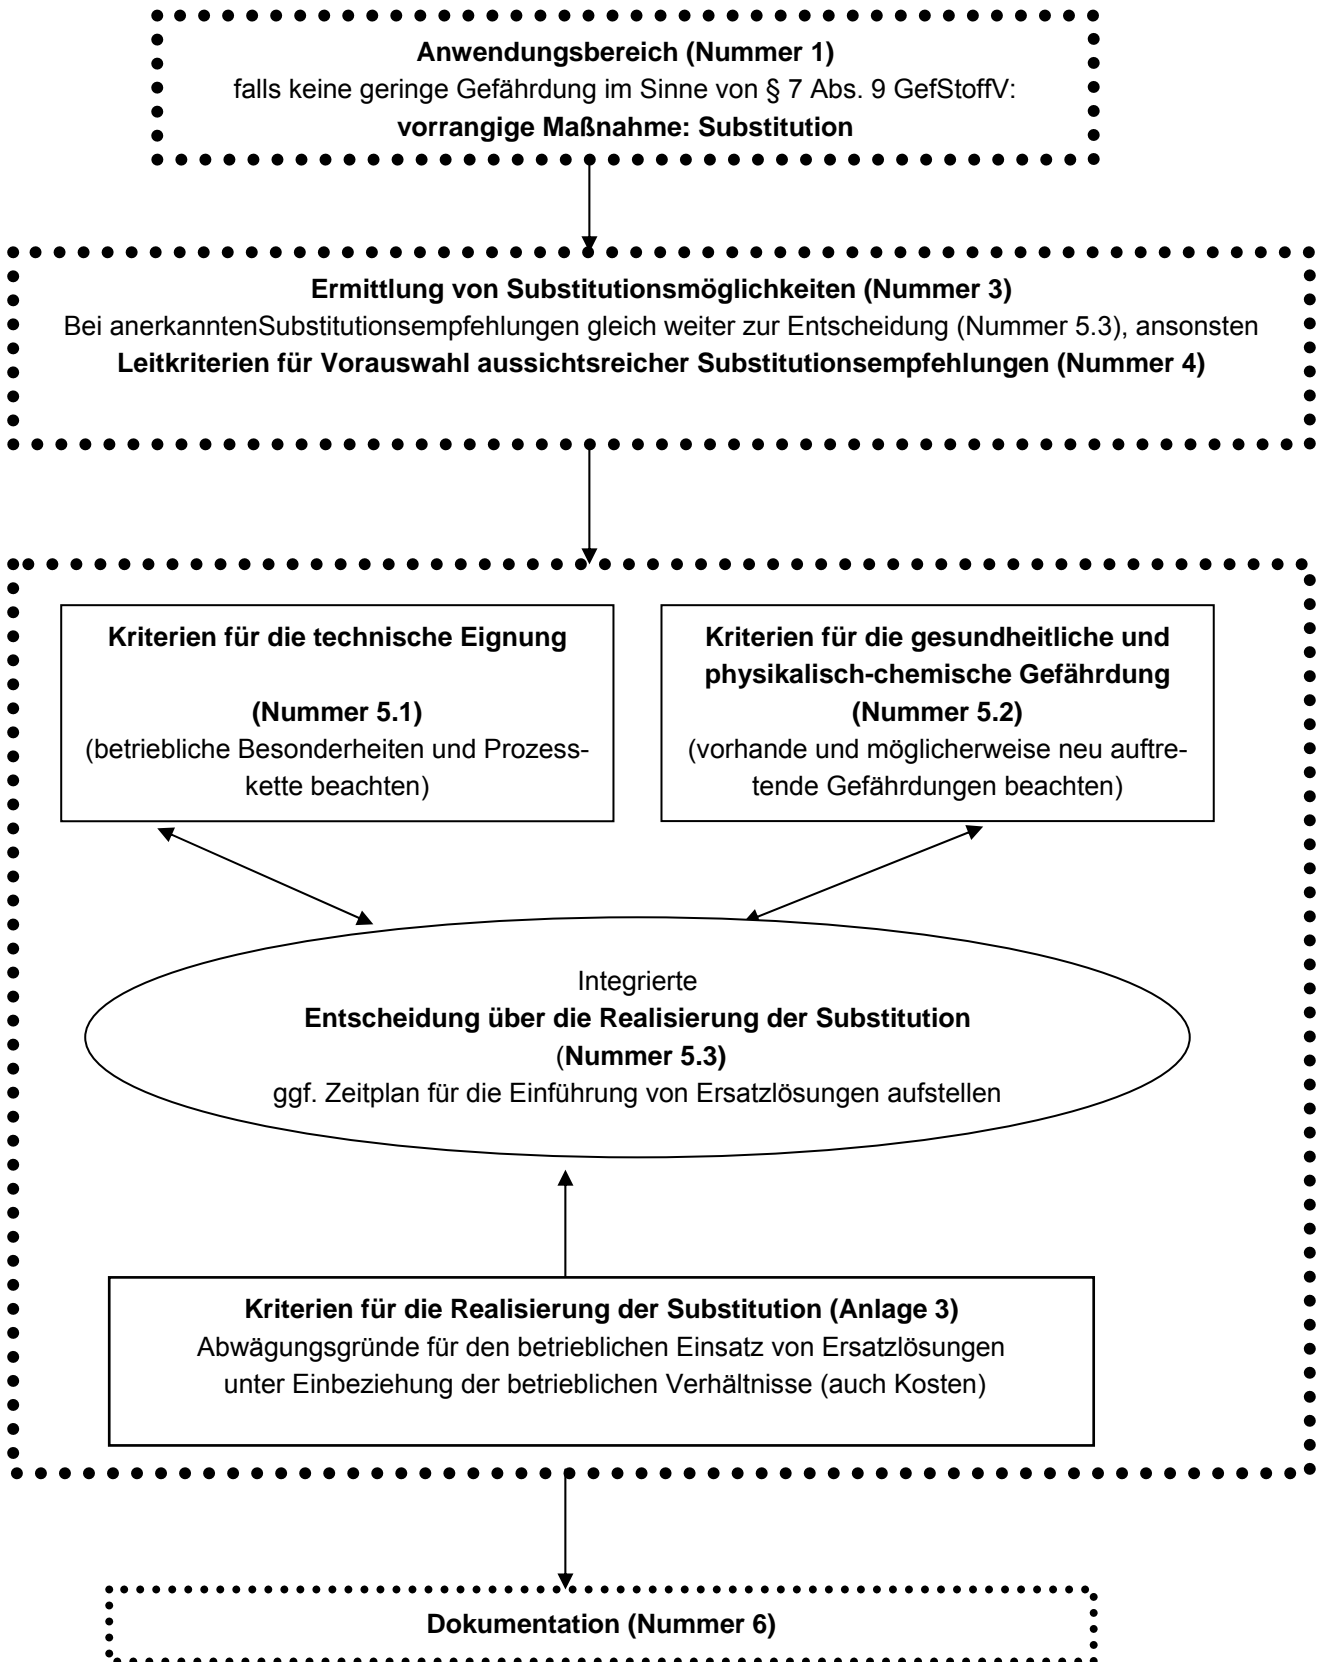 Anwendungsbereich (Nummer 1)
falls keine geringe Gefährdung im Sinne von § 7 Abs. 9 GefStoffV:
vorrangige Maßnahme: Substitution
Ermittlung von Substitutionsmöglichkeiten (Nummer 3)
Bei anerkanntenSubstitutionsempfehlungen gleich weiter zur Entscheidung (Nummer 5.3), ansonsten
Leitkriterien für Vorauswahl aussichtsreicher Substitutionsempfehlungen (Nummer 4)
Kriterien für die technische Eignung
(Nummer 5.1)
(betriebliche Besonderheiten und Prozess-
kette beachten)
Kriterien für die gesundheitliche und
physikalisch-chemische Gefährdung
(Nummer 5.2)
(vorhande und möglicherweise neu auftre-
tende Gefährdungen beachten)
Integrierte
Entscheidung über die Realisierung der Substitution
(Nummer 5.3)
ggf. Zeitplan für die Einführung von Ersatzlösungen aufstellen
Kriterien für die Realisierung der Substitution (Anlage 3)
Abwägungsgründe für den betrieblichen Einsatz von Ersatzlösungen
unter Einbeziehung der betrieblichen Verhältnisse (auch Kosten)
Dokumentation (Nummer 6)